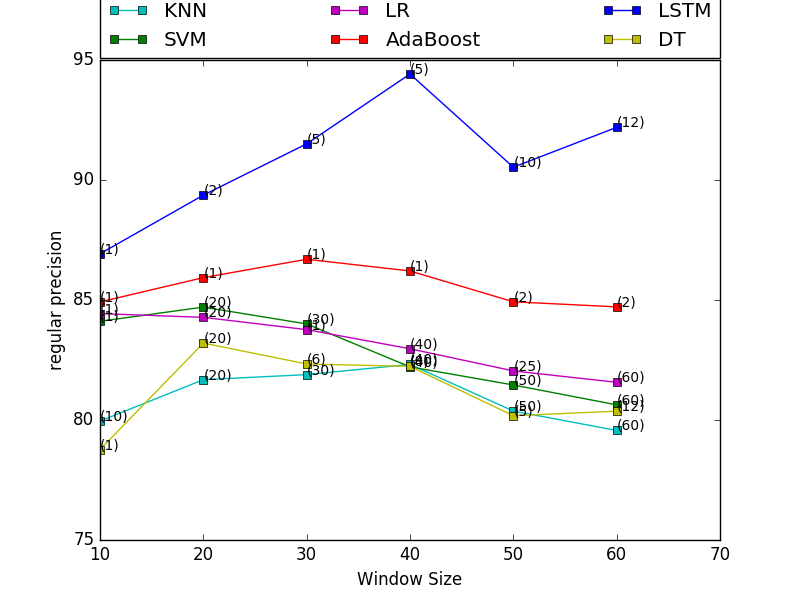 KNN LR LSTM
SVM AdaBoost DT
95
90
85
80
75
10 20 30 40 50 60 70
regular precision
Window Size
(1) (2) (5) (5) (10) (12)
(1) (1) (1) (1) (2) (2)
(1) (20) (1) (40) (25) (60)
(1) (20) (30) (40) (50) (60)
(1) (20) (6) (5) (12)
(10) (20) (30) (50) (60)